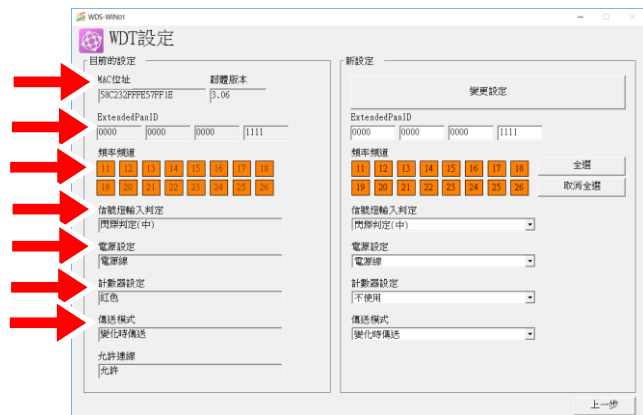 WDS-WIN01
WDT設定
目前的設定
MAC位址 韌體版本
58C232FFFE57FF1E 3.06
ExtendedPanID
0000 0000 0000 1111
頻率頻道
11 12 13 14 15 16 17 18
19 20 21 22 23 24 25 26
信號燈輸入判定
閃爍判定(中)
電源設定
電源線
計數器設定
紅色
傳送模式
變化時傳送
允許連線
允許
新設定
變更設定
ExtendedPanID
0000 0000 0000 1111
頻率頻道
11 12 13 14 15 16 17 18 全選
19 20 21 22 23 24 25 26 取消全選
信號燈輸入判定
閃爍判定(中)
電源設定
電源線
計數器設定
不使用
傳送模式
變化時傳送
上一步